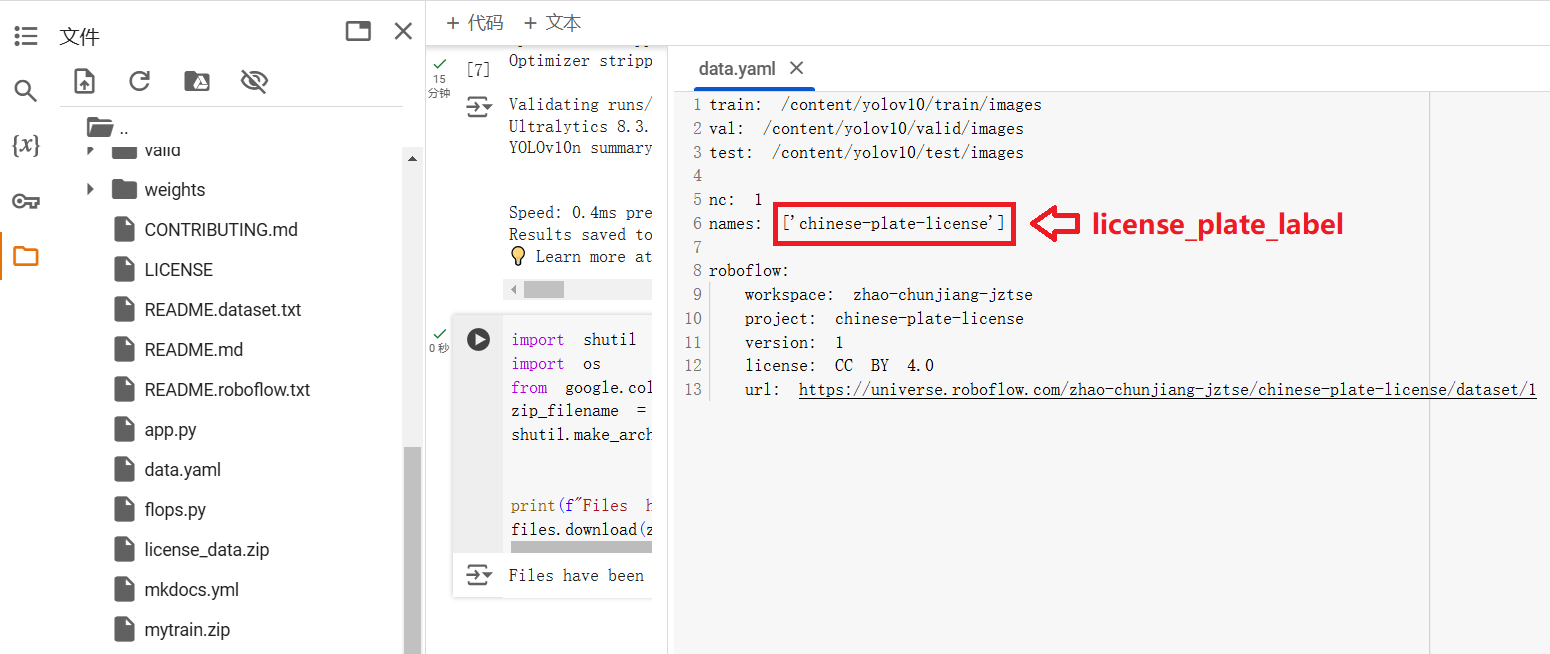 文件
..
valid
weights
CONTRIBUTING.md
LICENSE
README.dataset.txt
README.md
README.roboflow.txt
app.py
data.yaml
flops.py
license_data.zip
mkdocs.yml
mytrain.zip
{x}
+ 代码 + 文本
15
分钟
[7]
Optimizer stripp
Validating runs/
Ultralytics 8.3.
YOLOv10n summary
Speed: 0.4ms pre
Results saved to
💡 Learn more at
0 秒
import shutil
import os
from google.col
zip_filename =
shutil.make_arch
print(f"Files h
files.download(z
Files have been
data.yaml
1 train: /content/yolov10/train/images
2 val: /content/yolov10/valid/images
3 test: /content/yolov10/test/images
4
5 nc: 1
6 names: ['chinese-plate-license']
license_plate_label
7
8 roboflow:
9 workspace: zhao-chunjiang-jztse
10 project: chinese-plate-license
11 version: 1
12 license: CC BY 4.0
13 url: https://universe.roboflow.com/zhao-chunjiang-jztse/chinese-plate-license/dataset/1